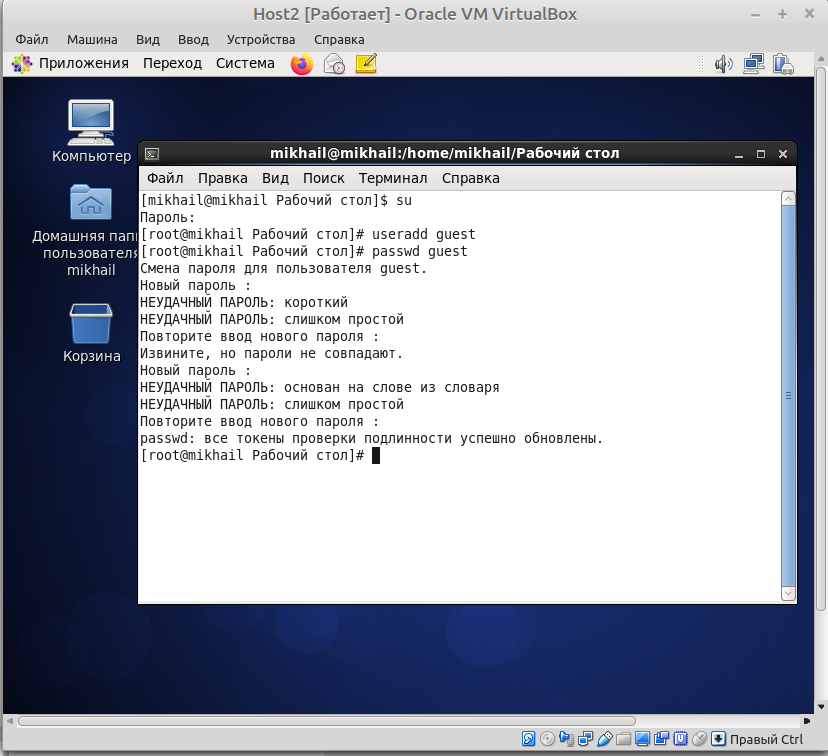 Host2 [Работает] - Oracle VM VirtualBox
Файл Машина Вид Ввод Устройства Справка
Приложения Переход Система
Компьютер
Домашняя пап
пользователя
mikhail
Корзина
mikhail@mikhail:/home/mikhail/Рабочий стол
Файл Правка Вид Поиск Терминал Справка
[mikhail@mikhail Рабочий стол]$ su
Пароль:
[root@mikhail Рабочий стол]# useradd guest
[root@mikhail Рабочий стол]# passwd guest
Смена пароля для пользователя guest.
Новый пароль :
НЕУДАЧНЫЙ ПАРОЛЬ: короткий
НЕУДАЧНЫЙ ПАРОЛЬ: слишком простой
Повторите ввод нового пароля :
Извините, но пароли не совпадают.
Новый пароль :
НЕУДАЧНЫЙ ПАРОЛЬ: основан на слове из словаря
НЕУДАЧНЫЙ ПАРОЛЬ: слишком простой
Повторите ввод нового пароля :
passwd: все токены проверки подлинности успешно обновлены.
[root@mikhail Рабочий стол]#
Правый Ctrl